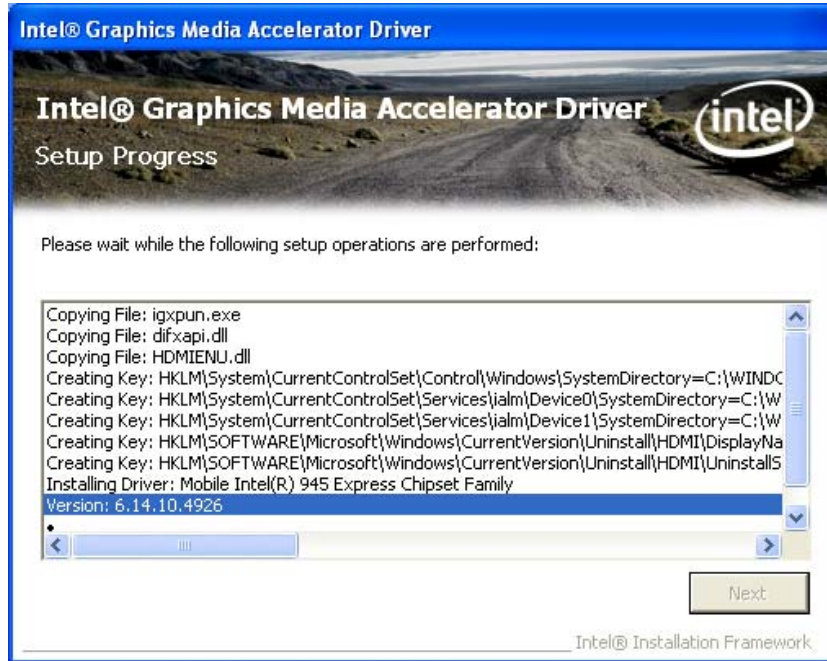 Intel® Graphics Media Accelerator Driver
Intel® Graphics Media Accelerator Driver
intel
Setup Progress
Please wait while the following setup operations are performed:
Copying File: igxpun.exe
Copying File: difxapi.dll
Copying File: HDMIENU.dll
Creating Key: HKLM\System\CurrentControlSet\Control\Windows\SystemDirectory=C:\WINDC
Creating Key: HKLM\System\CurrentControlSet\Services\ialm\Device0\SystemDirectory=C:\W
Creating Key: HKLM\System\CurrentControlSet\Services\ialm\Device1\SystemDirectory=C:\W
Creating Key: HKLM\SOFTWARE\Microsoft\Windows\CurrentVersion\Uninstall\HDMI\DisplayNa
Creating Key: HKLM\SOFTWARE\Microsoft\Windows\CurrentVersion\Uninstall\HDMI\UninstallS
Installing Driver: Mobile Intel(R) 945 Express Chipset Family
Version: 6.14.10.4926
Next
Intel® Installation Framework